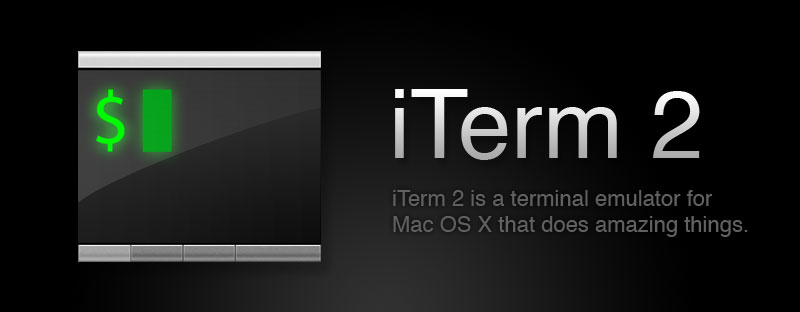 $
iTerm 2
iTerm 2 is a terminal emulator for
Mac OS X that does amazing things.